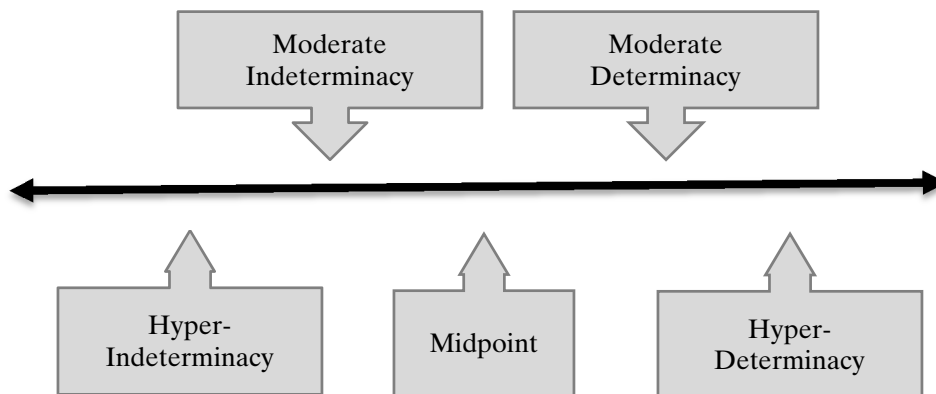 Moderate
Indeterminacy
Moderate
Determinacy
Hyper-
Indeterminacy
Midpoint
Hyper-
Determinacy